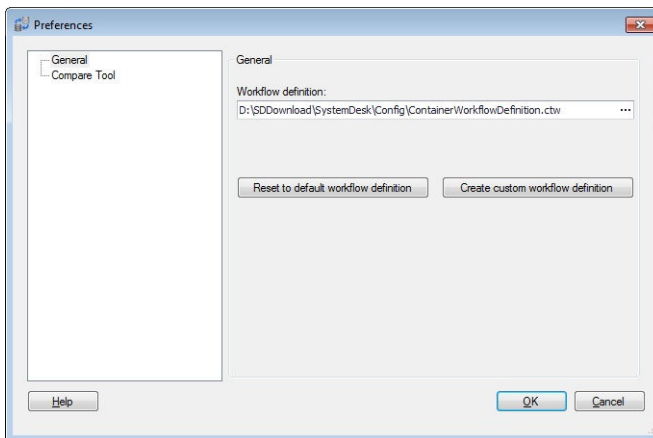 Preferences
General
Compare Tool
General
Workflow definition:
D:\SDDownload\SystemDesk\Config\ContainerWorkflowDefinition.ctw ...
Reset to default workflow definition
Create custom workflow definition
Help
OK
Cancel